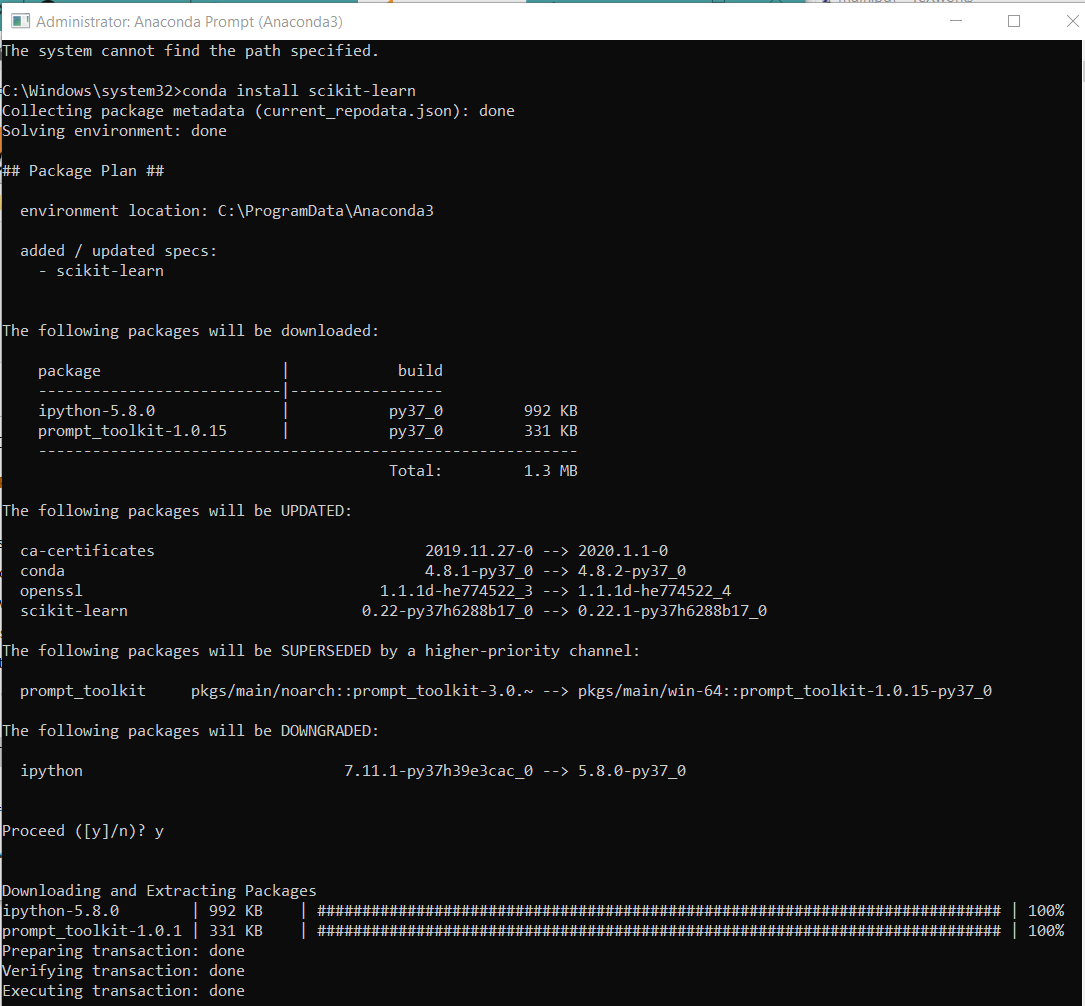 Administrator: Anaconda Prompt (Anaconda3)
The system cannot find the path specified.
C:\Windows\system32>conda install scikit-learn
Collecting package metadata (current_repodata.json): done
Solving environment: done
## Package Plan ##
environment location: C:\ProgramData\Anaconda3
added / updated specs:
- scikit-learn
The following packages will be downloaded:
package | build
---------------------------|-----------------
ipython-5.8.0 | py37_0 992 KB
prompt_toolkit-1.0.15 | py37_0 331 KB
------------------------------------------------------------
Total: 1.3 MB
The following packages will be UPDATED:
ca-certificates 2019.11.27-0 --> 2020.1.1-0
conda 4.8.1-py37_0 --> 4.8.2-py37_0
openssl 1.1.1d-he774522_3 --> 1.1.1d-he774522_4
scikit-learn 0.22-py37h6288b17_0 --> 0.22.1-py37h6288b17_0
The following packages will be SUPERSEDED by a higher-priority channel:
prompt_toolkit pkgs/main/noarch::prompt_toolkit-3.0.~ --> pkgs/main/win-64::prompt_toolkit-1.0.15-py37_0
The following packages will be DOWNGRADED:
ipython 7.11.1-py37h39e3cac_0 --> 5.8.0-py37_0
Proceed ([y]/n)? y
Downloading and Extracting Packages
ipython-5.8.0 | 992 KB | ############################################################################ | 100%
prompt_toolkit-1.0.1 | 331 KB | ############################################################################ | 100%
Preparing transaction: done
Verifying transaction: done
Executing transaction: done